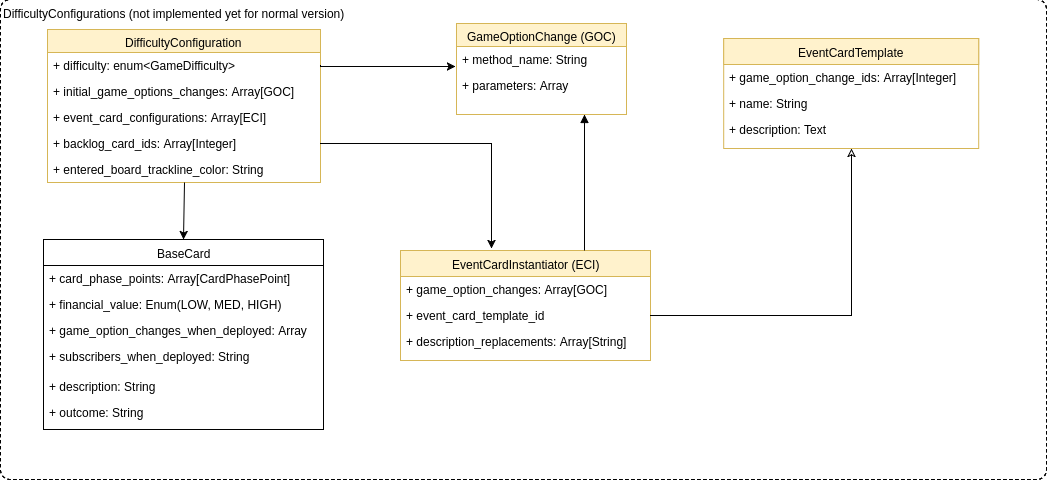 DifficultyConfigurations (not implemented yet for normal version)
DifficultyConfiguration
+ difficulty: enum<GameDifficulty>
+ initial_game_options_changes: Array[GOC]
+ event_card_configurations: Array[ECI]
+ backlog_card_ids: Array[Integer]
+ entered_board_trackline_color: String
GameOptionChange (GOC)
+ method_name: String
+ parameters: Array
EventCardTemplate
+ game_option_change_ids: Array[Integer]
+ name: String
+ description: Text
BaseCard
+ card_phase_points: Array[CardPhasePoint]
+ financial_value: Enum(LOW, MED, HIGH)
+ game_option_changes_when_deployed: Array
+ subscribers_when_deployed: String
+ description: String
+ outcome: String
EventCardInstantiator (ECI)
+ game_option_changes: Array[GOC]
+ event_card_template_id
+ description_replacements: Array[String]